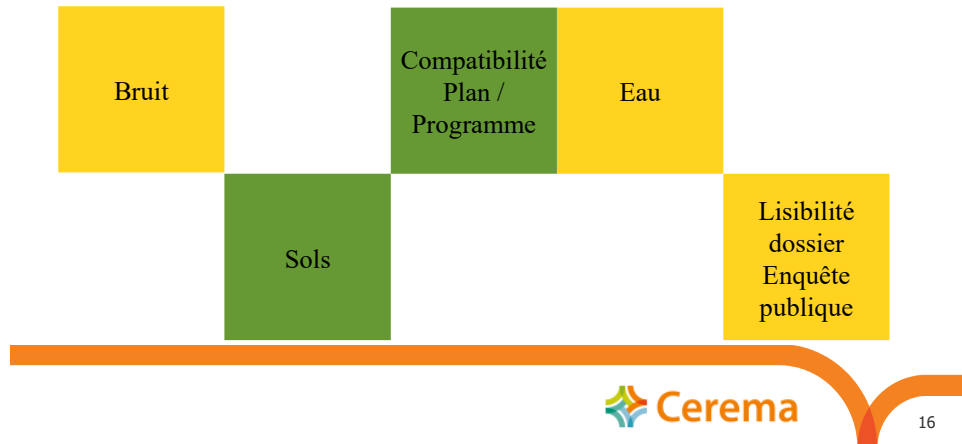 Bruit
Compatibilité
Plan /
Programme
Eau
Sols
Lisibilité
dossier
Enquête
publique
Cerema
16